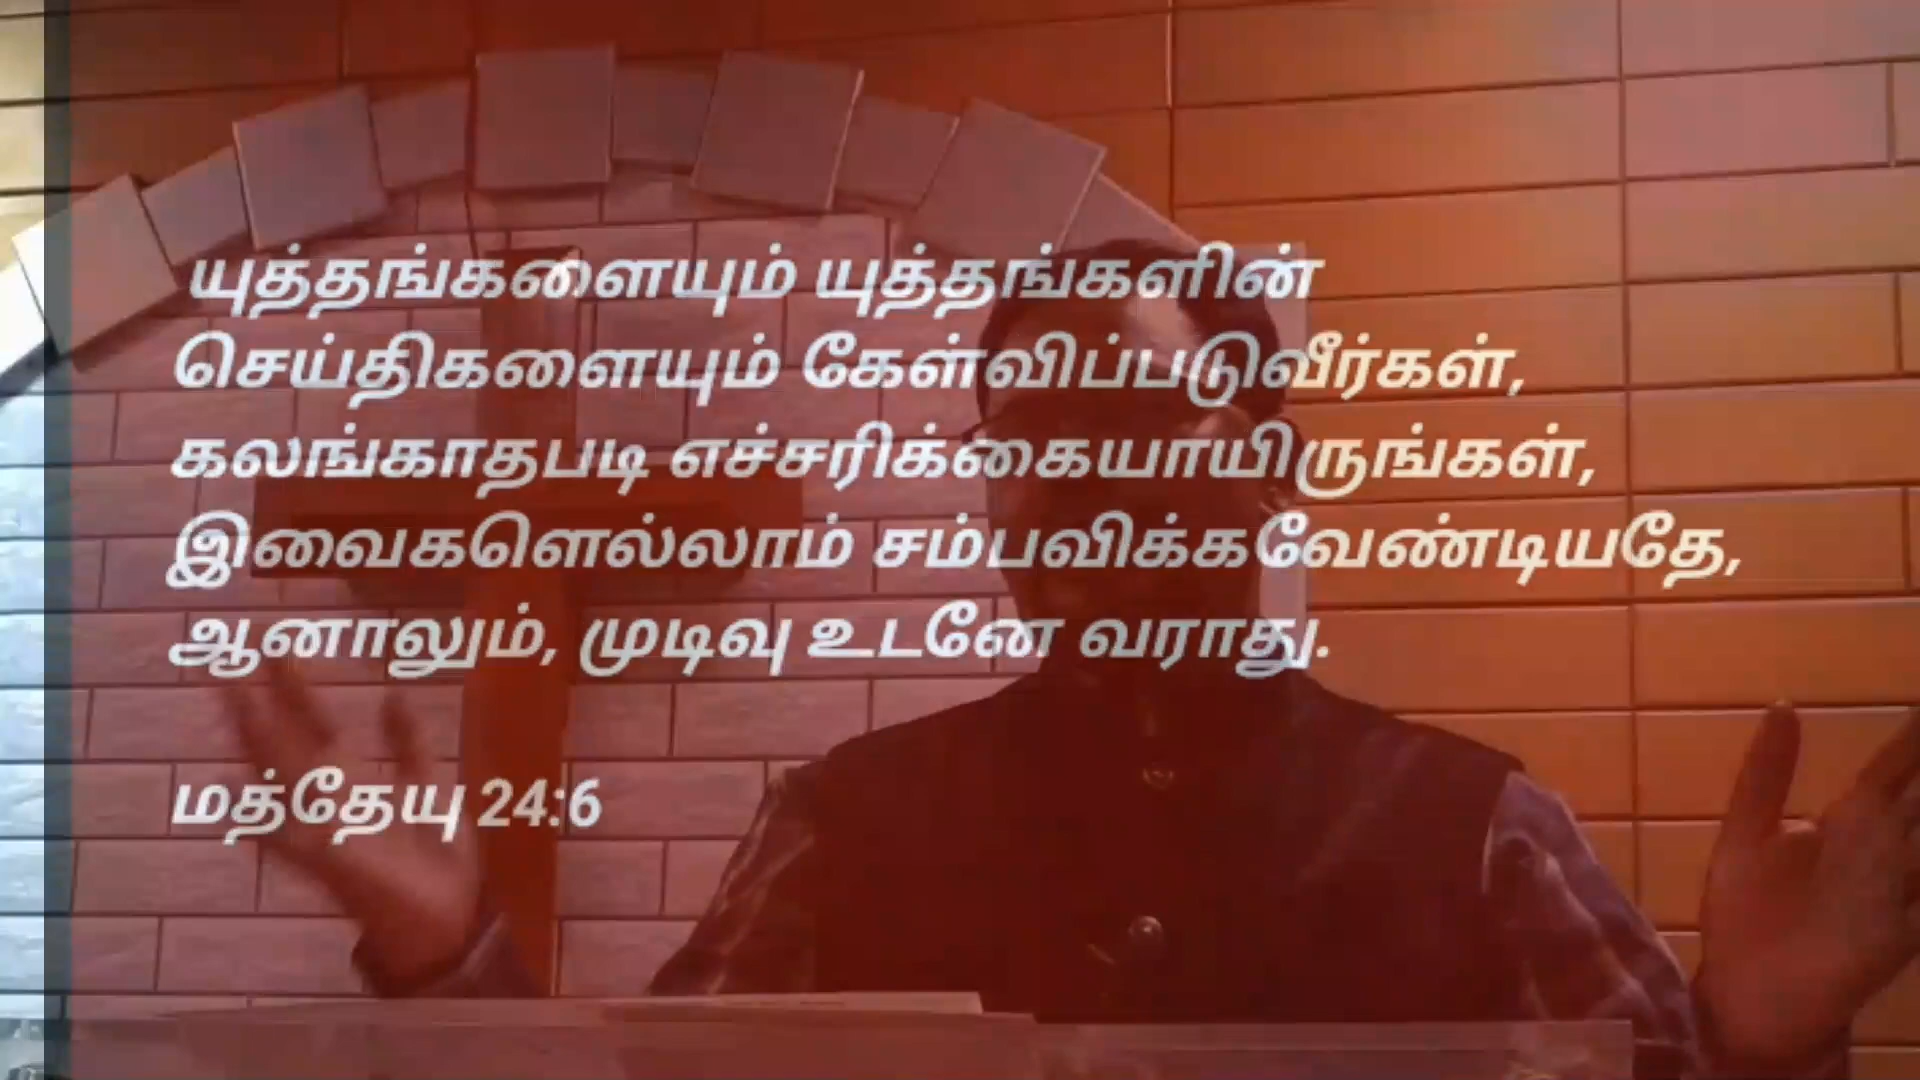 யுத்தங்களையும் யுத்தங்களின்
செய்திகளையும் கேள்விப்படுவீர்கள்,
கலங்காதபடி எச்சரிக்கையாயிருங்கள்,
இவைகளெல்லாம் சம்பவிக்கவேண்டியதே,
ஆனாலும், முடிவு உடனே வராது.
மத்தேயு 24:6